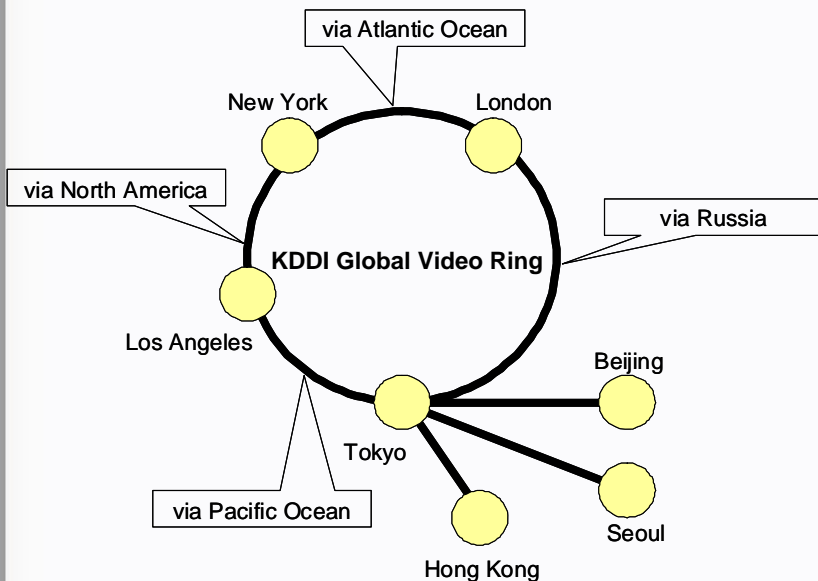 via Atlantic Ocean
New York
London
via North America
via Russia
KDDI Global Video Ring
Los Angeles
Beijing
Tokyo
via Pacific Ocean
Seoul
Hong Kong